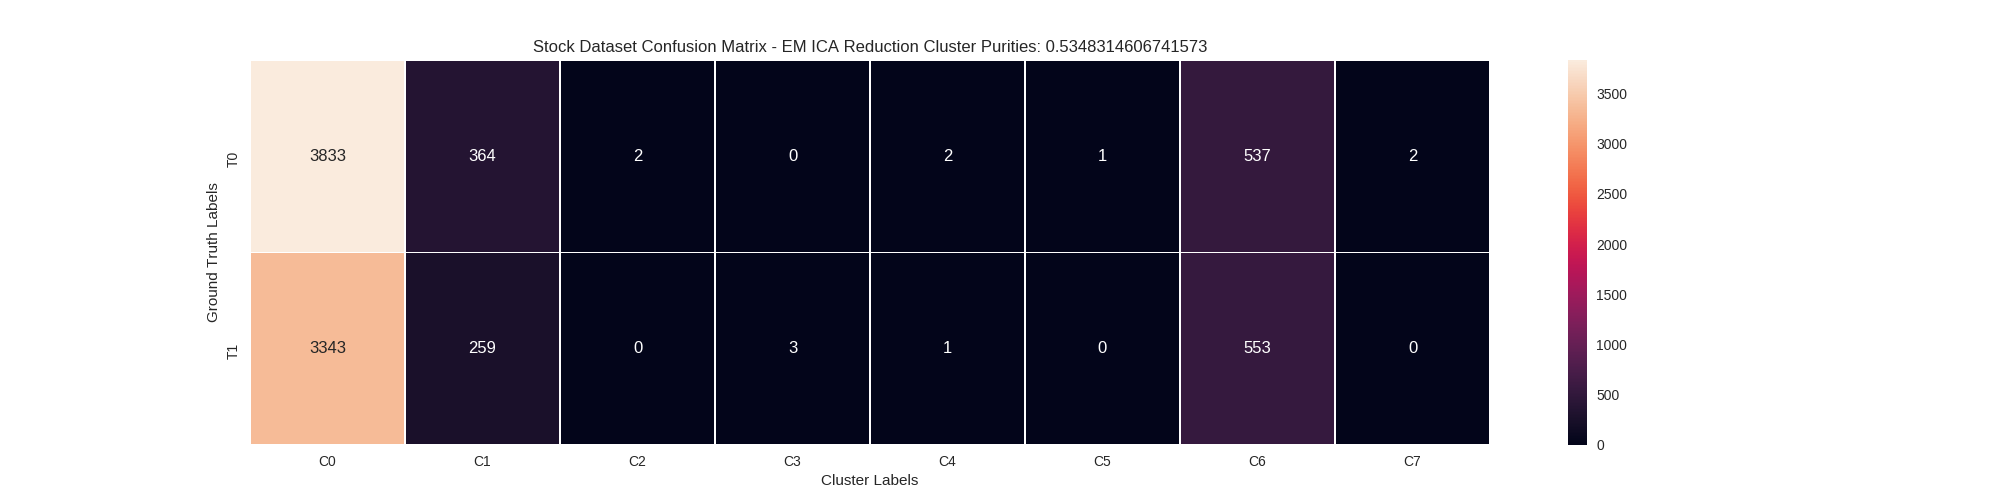 Stock Dataset Confusion Matrix - EM ICA Reduction Cluster Purities: 0.5348314606741573
Ground Truth Labels
T0
3833 364 2 0 2 1 537 2
T1
3343 259 0 3 1 0 553 0
C0 C1 C2 C3 C4 C5 C6 C7
Cluster Labels
3500
3000
2500
2000
1500
1000
500
0